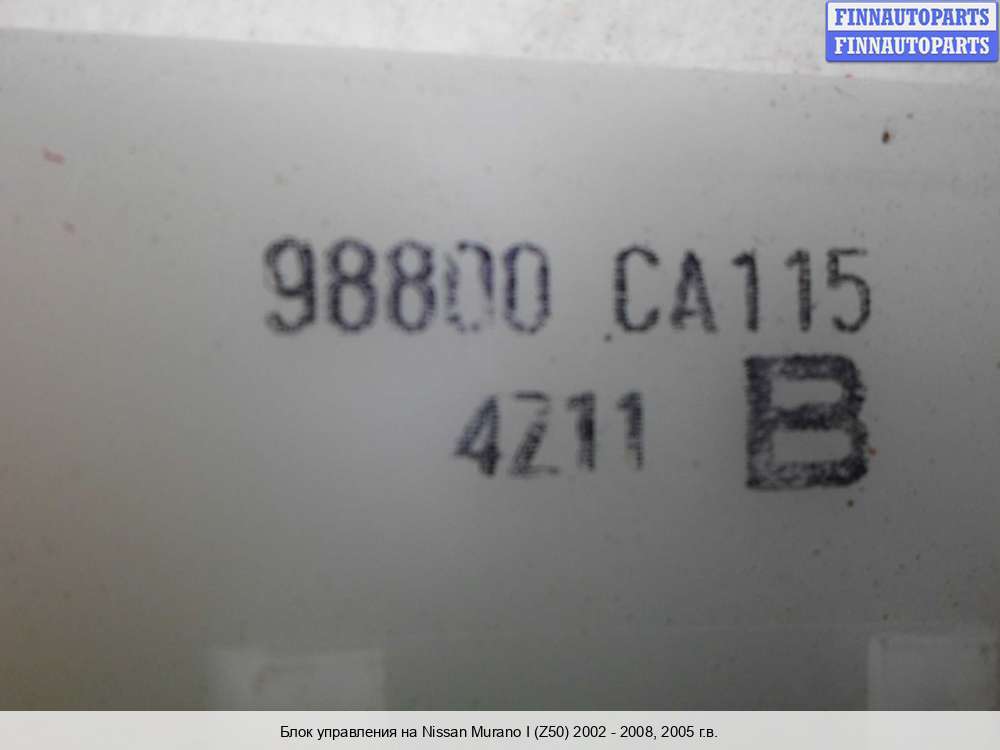 FINNAUTOPARTS
FINNAUTOPARTS
98800 CA115
4Z11 B
Блок управления на Nissan Murano I (Z50) 2002 - 2008, 2005 г.в.